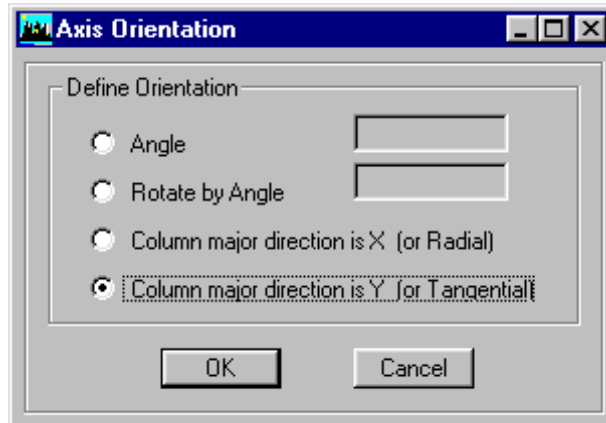 Axis Orientation
Define Orientation
Angle
Rotate by Angle
Column major direction is X (or Radial)
Column major direction is Y (or Tangential)
OK
Cancel